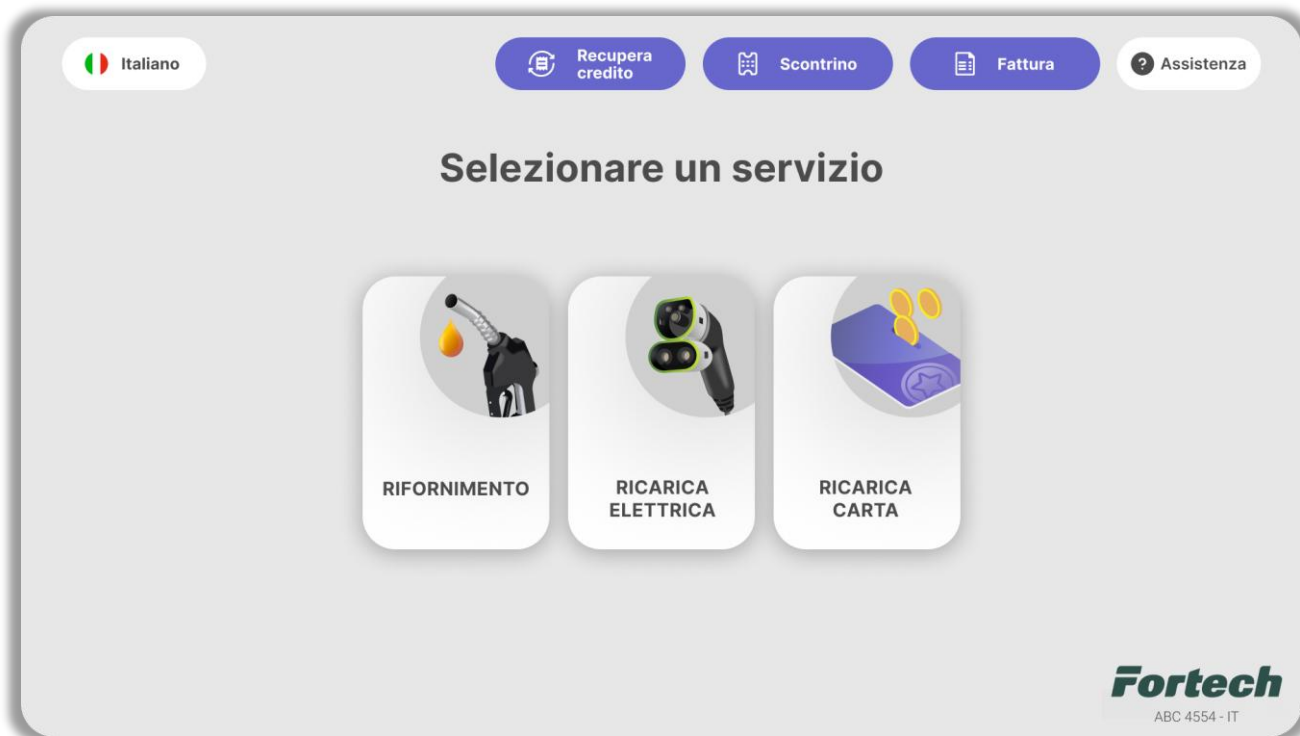 Italiano
Recupera
credito
Scontrino
Fattura
? Assistenza
Selezionare un servizio
RIFORNIMENTO
RICARICA
ELETTRICA
RICARICA
CARTA
Fortech
ABC 4554 - IT